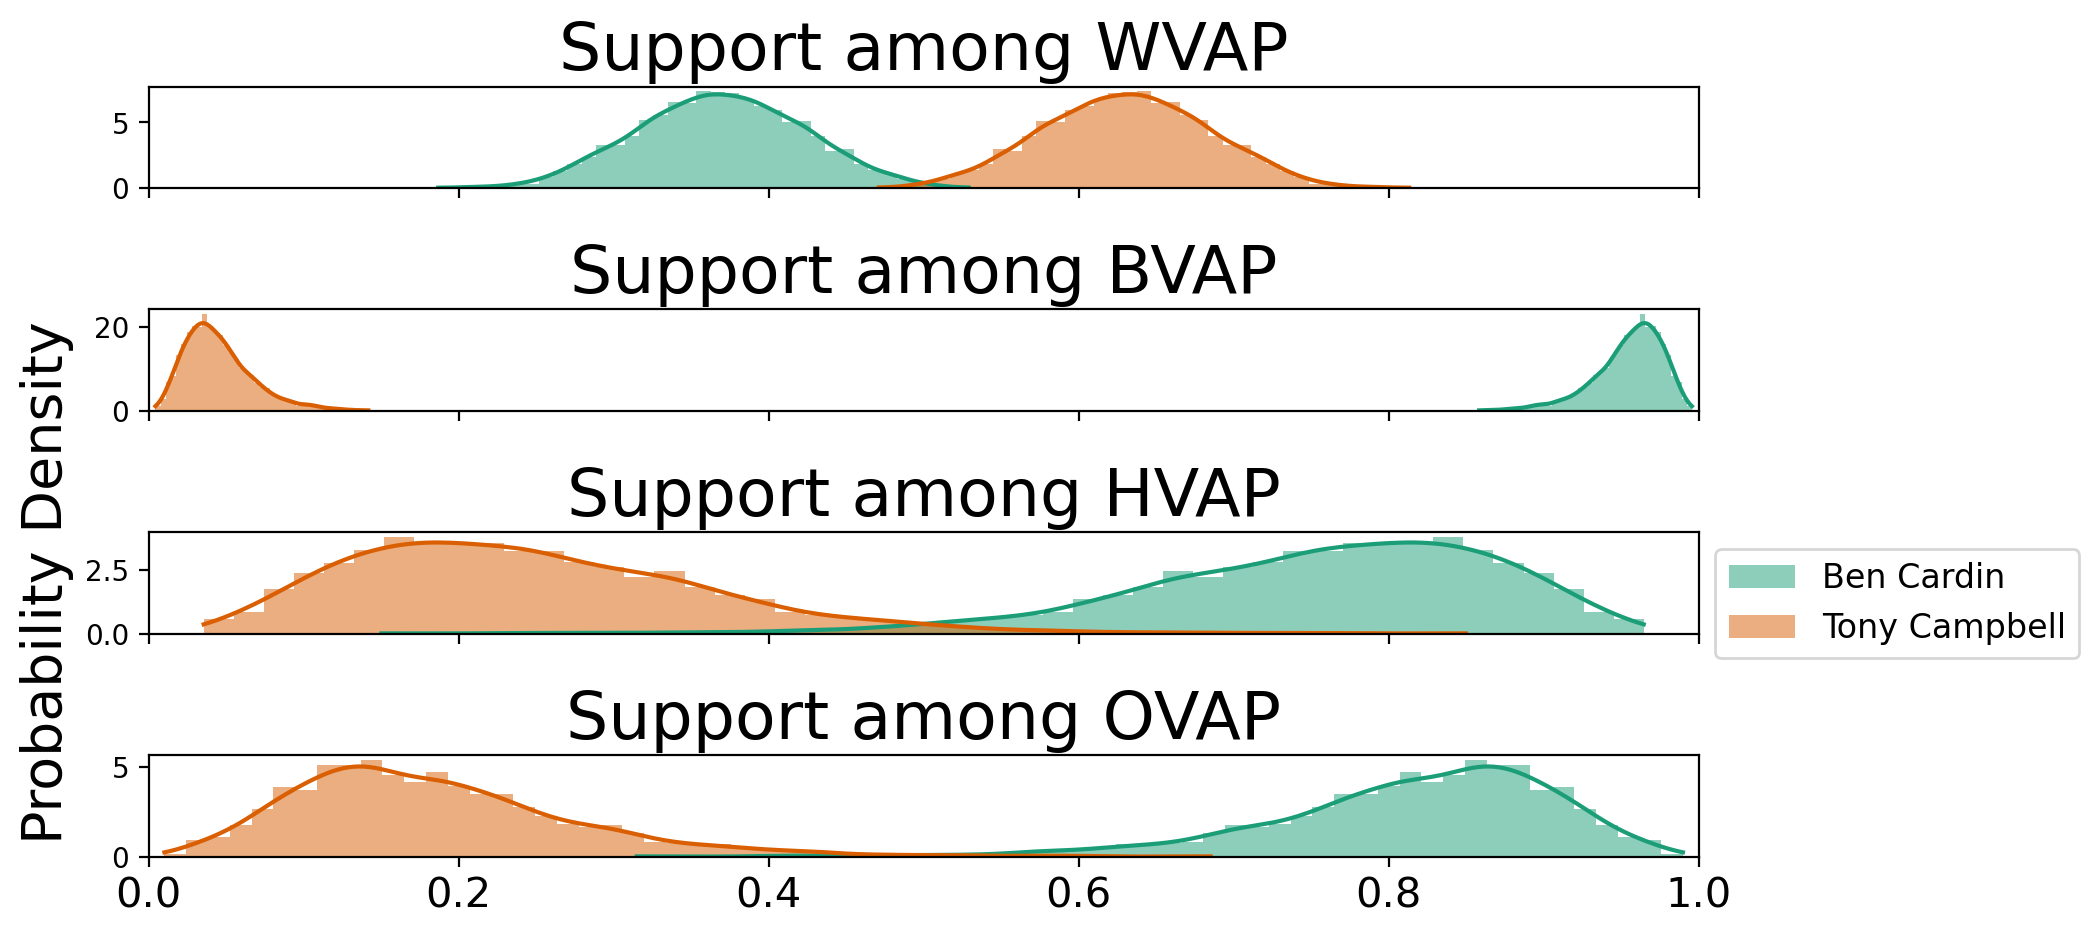 Support among WVAP
5
0
Support among BVAP
20
0
Support among HVAP
2.5
0.0
Support among OVAP
5
0
0.0 0.2 0.4 0.6 0.8 1.0
Probability Density
Ben Cardin
Tony Campbell